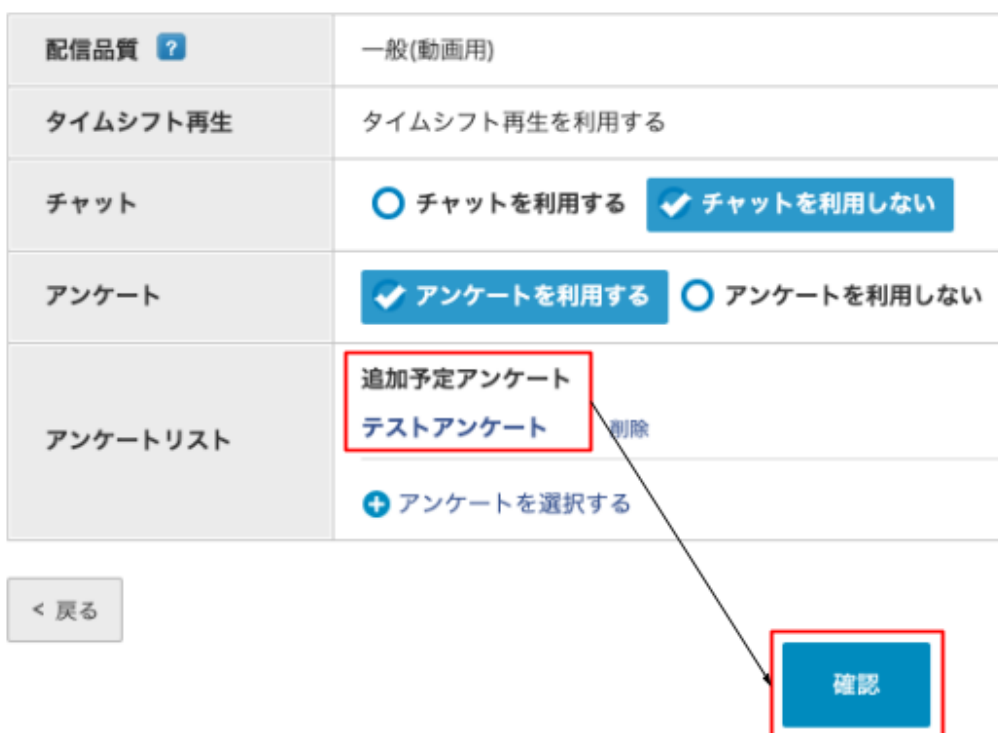 配信品質 ?
一般(動画用)
タイムシフト再生
タイムシフト再生を利用する
チャット
チャットを利用する チャットを利用しない
アンケート
アンケートを利用する アンケートを利用しない
アンケートリスト
追加予定アンケート
テストアンケート 削除
アンケートを選択する
< 戻る
確認